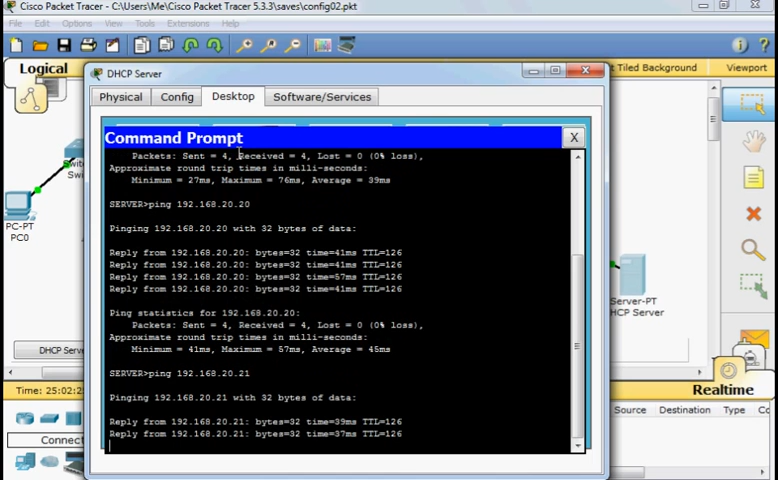 Cisco Packet Tracer - C:\Users\Me\Cisco Packet Tracer 5.3.3\saves\config02.pkt
File Edit Options View Tools Extensions Help
Logical
t Tiled Background
Viewport
DHCP Server
Physical Config Desktop Software/Services
Command Prompt X
Packets: Sent = 4, Received = 4, Lost = 0 (0% loss),
Approximate round trip times in milli-seconds:
Minimum = 27ms, Maximum = 76ms, Average = 39ms
SERVER>ping 192.168.20.20
Pinging 192.168.20.20 with 32 bytes of data:
Reply from 192.168.20.20: bytes=32 time=41ms TTL=126
Reply from 192.168.20.20: bytes=32 time=41ms TTL=126
Reply from 192.168.20.20: bytes=32 time=57ms TTL=126
Reply from 192.168.20.20: bytes=32 time=41ms TTL=126
Ping statistics for 192.168.20.20:
Packets: Sent = 4, Received = 4, Lost = 0 (0% loss),
Approximate round trip times in milli-seconds:
Minimum = 41ms, Maximum = 57ms, Average = 45ms
SERVER>ping 192.168.20.21
Pinging 192.168.20.21 with 32 bytes of data:
Reply from 192.168.20.21: bytes=32 time=39ms TTL=126
Reply from 192.168.20.21: bytes=32 time=37ms TTL=126
Switc
Sw
PC-PT
PC0
Server-PT
HCP Server
DHCP Serve
Time: 25:02:2
Realtime
Source Destination Type Co
Connec